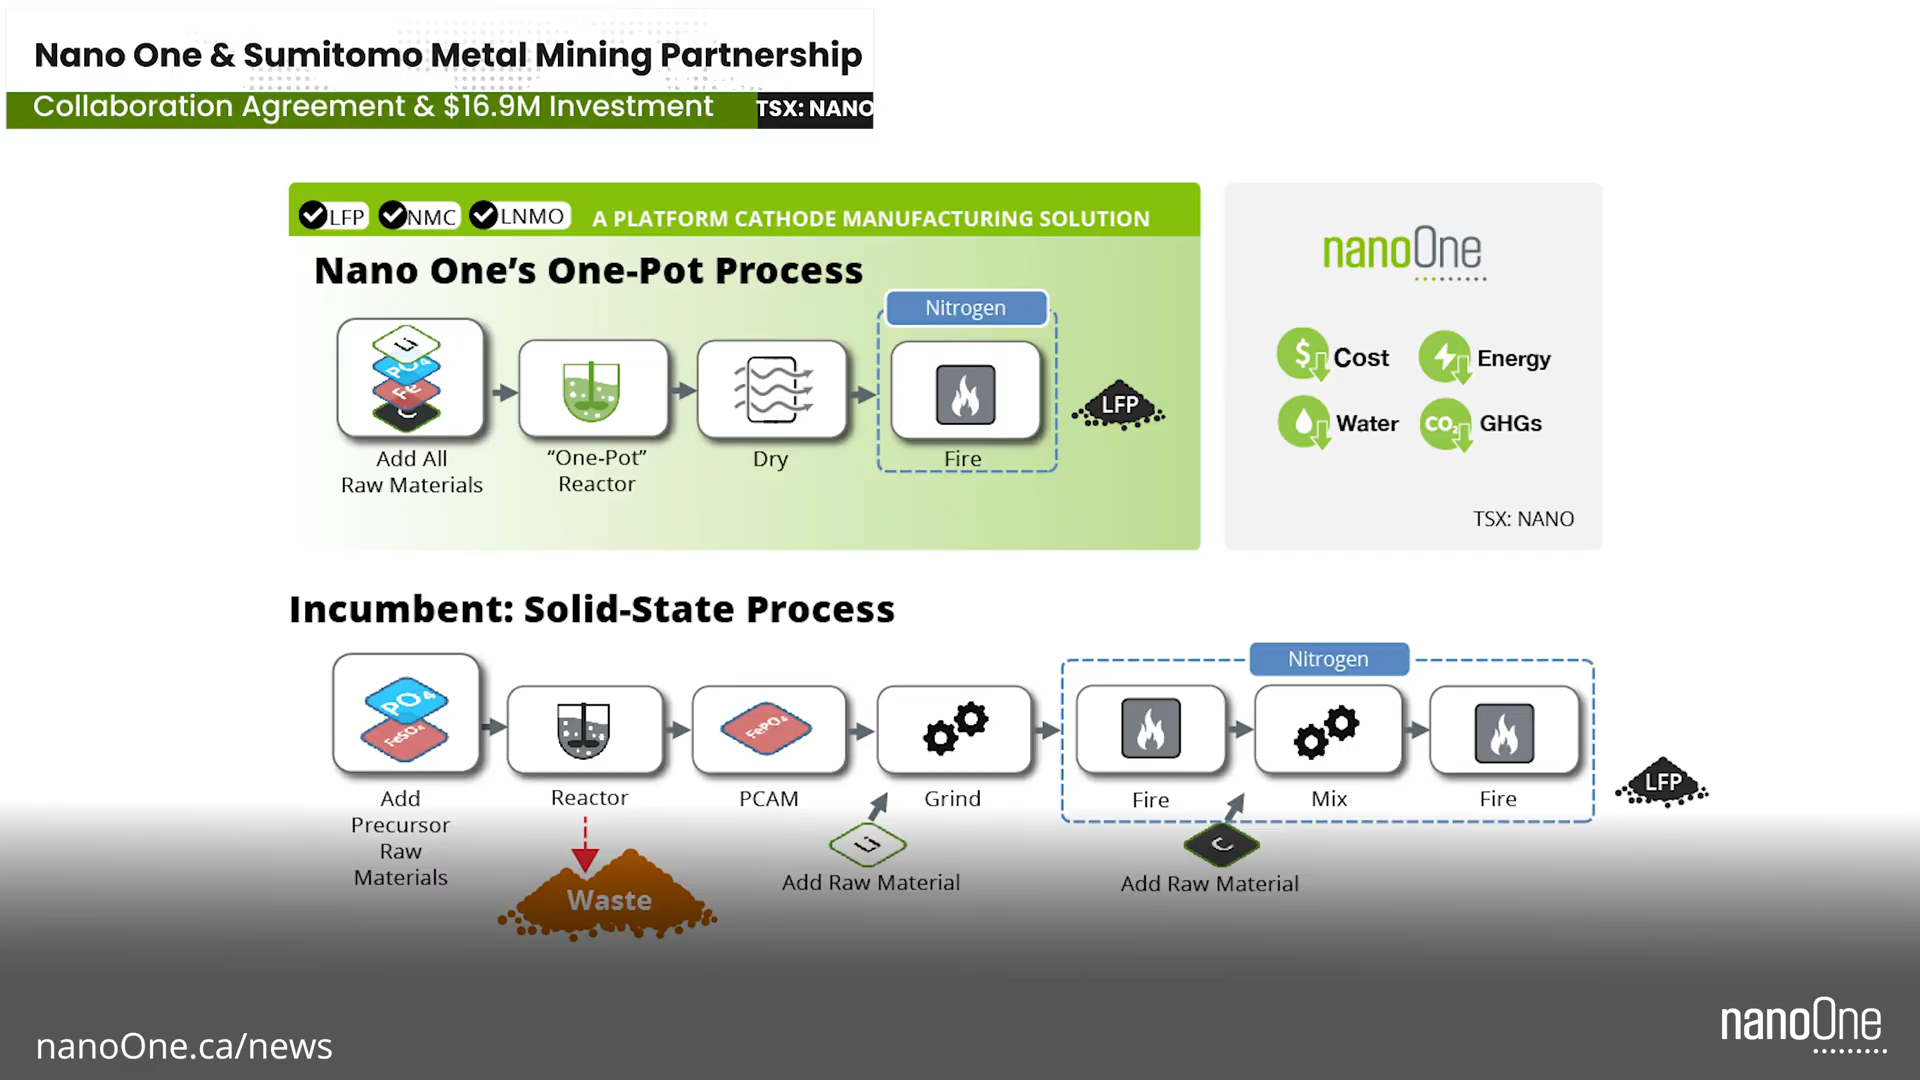 Nano One & Sumitomo Metal Mining Partnership
Collaboration Agreement & $16.9M Investment
TSX: NANO
LFP NMC LNMO A PLATFORM CATHODE MANUFACTURING SOLUTION
Nano One’s One-Pot Process
Nitrogen
Li
PO4
Fe
C
LFP
Add All
Raw Materials
“One-Pot”
Reactor
Dry
Fire
nanoOne
$ Cost
Energy
Water
CO2 GHGs
TSX: NANO
Incumbent: Solid-State Process
Nitrogen
PO4
FeSO4
FePO4
LFP
Add
Precursor
Raw
Materials
Reactor
PCAM
Grind
Fire
Mix
Fire
Li
Add Raw Material
C
Add Raw Material
Waste
nanoOne.ca/news
nanoOne